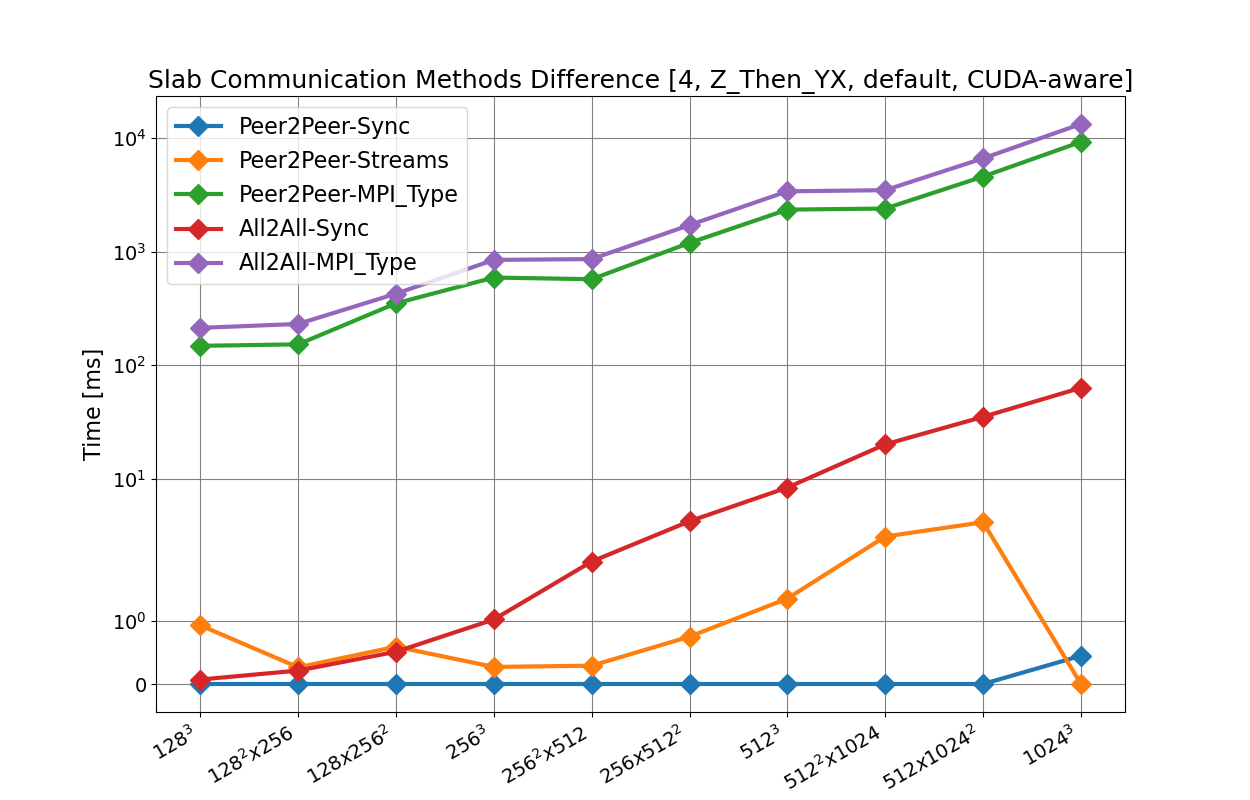 Slab Communication Methods Difference [4, Z_Then_YX, default, CUDA-aware]
Peer2Peer-Sync
Peer2Peer-Streams
Peer2Peer-MPI_Type
All2All-Sync
All2All-MPI_Type
Time [ms]
10⁴
10³
10²
10¹
10⁰
0
128³
128²x256
128x256²
256³
256²x512
256x512²
512³
512²x1024
512x1024²
1024³